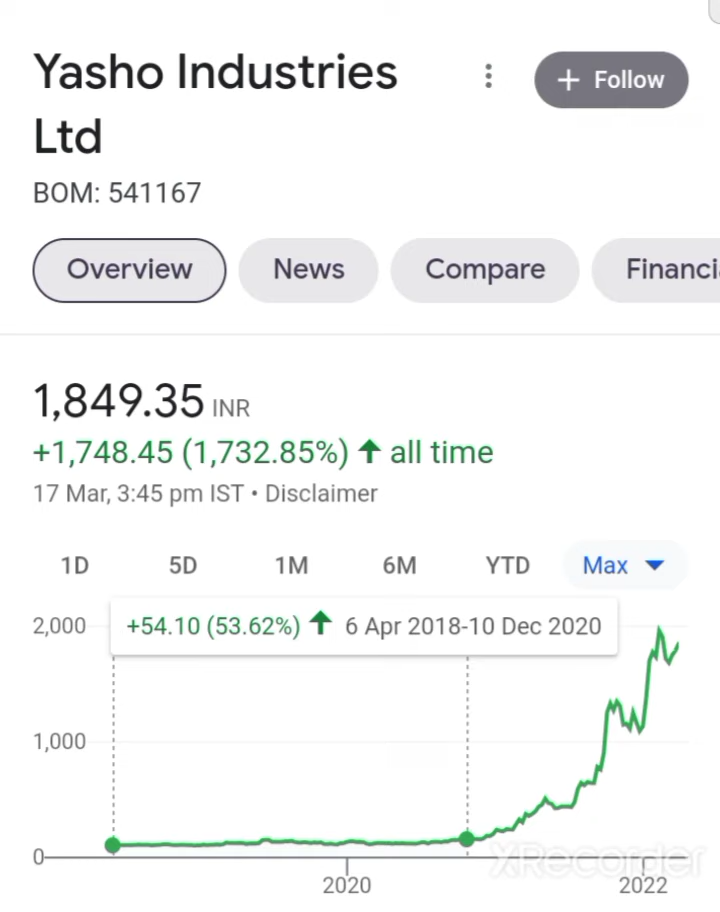 Yasho Industries
Ltd
+ Follow
BOM: 541167
Overview
News
Compare
Financi
1,849.35 INR
+1,748.45 (1,732.85%) ↑ all time
17 Mar, 3:45 pm IST • Disclaimer
1D 5D 1M 6M YTD Max
+54.10 (53.62%) ↑ 6 Apr 2018-10 Dec 2020
2,000
1,000
0
2020
2022
XRecorder